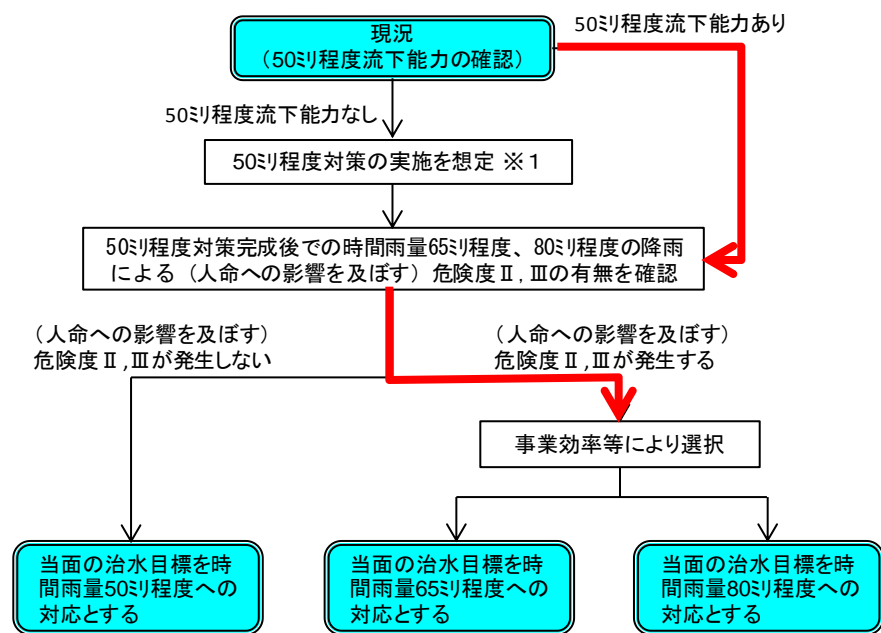 現況
(50ミリ程度流下能力の確認)
50ミリ程度流下能力あり
50ミリ程度流下能力なし
50ミリ程度対策の実施を想定 ※1
50ミリ程度対策完成後での時間雨量65ミリ程度、80ミリ程度の降雨
による(人命への影響を及ぼす)危険度Ⅱ,Ⅲの有無を確認
(人命への影響を及ぼす)
危険度Ⅱ,Ⅲが発生しない
(人命への影響を及ぼす)
危険度Ⅱ,Ⅲが発生する
事業効率等により選択
当面の治水目標を時
間雨量50ミリ程度への
対応とする
当面の治水目標を時
間雨量65ミリ程度への
対応とする
当面の治水目標を時
間雨量80ミリ程度への
対応とする